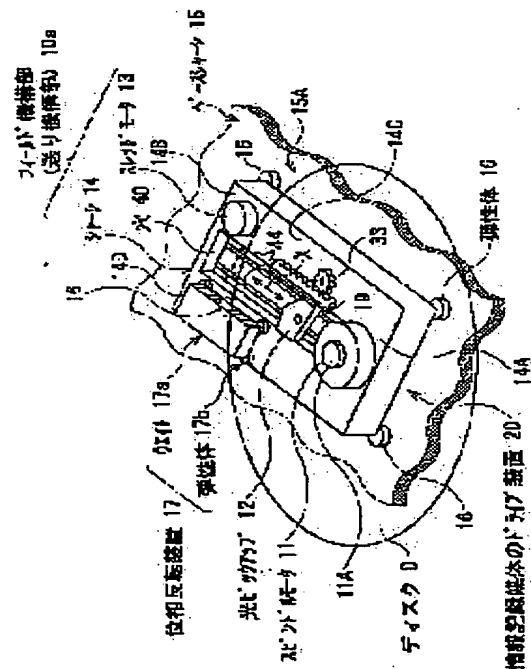 フィールド機構部
(送り機構部) 10a
ベースシャーシ 15
スレッドモータ 13
14B
穴 40
シャーシ 14
14D
16
15A
16
14C
44
弾性体 16
33
19
ウエイト 17a
弾性体 17b
位相反転装置 17
光ピックアップ 12
スピンドルモータ 11
11A
ディスク D
16
14A
情報記録媒体のドライブ装置 20